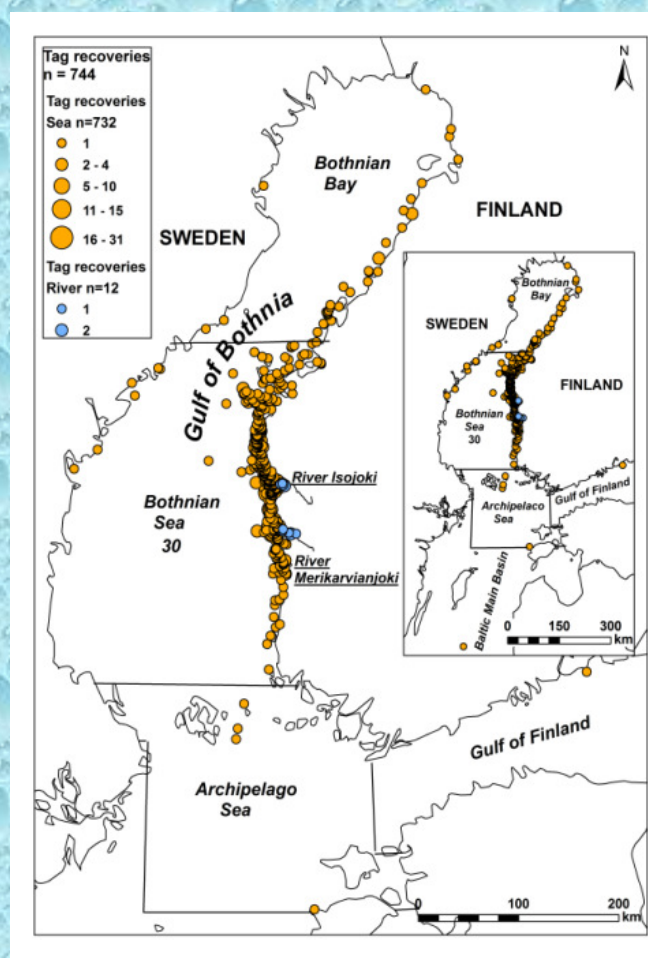 Tag recoveries
n = 744
Tag recoveries
Sea n=732
1
2 - 4
5 - 10
11 - 15
16 - 31
Tag recoveries
River n=12
1
2
N
Bothnian
Bay
SWEDEN
FINLAND
Gulf of Bothnia
River Isojoki
Bothnian
Sea
30
River
Merikarvianjoki
Archipelago
Sea
Gulf of Finland
0 100 200
km
Bothnian
Bay
SWEDEN
FINLAND
Bothnian
Sea
30
Gulf of Finland
Archipelaco
Sea
Baltic Main Basin
0 150 300
km